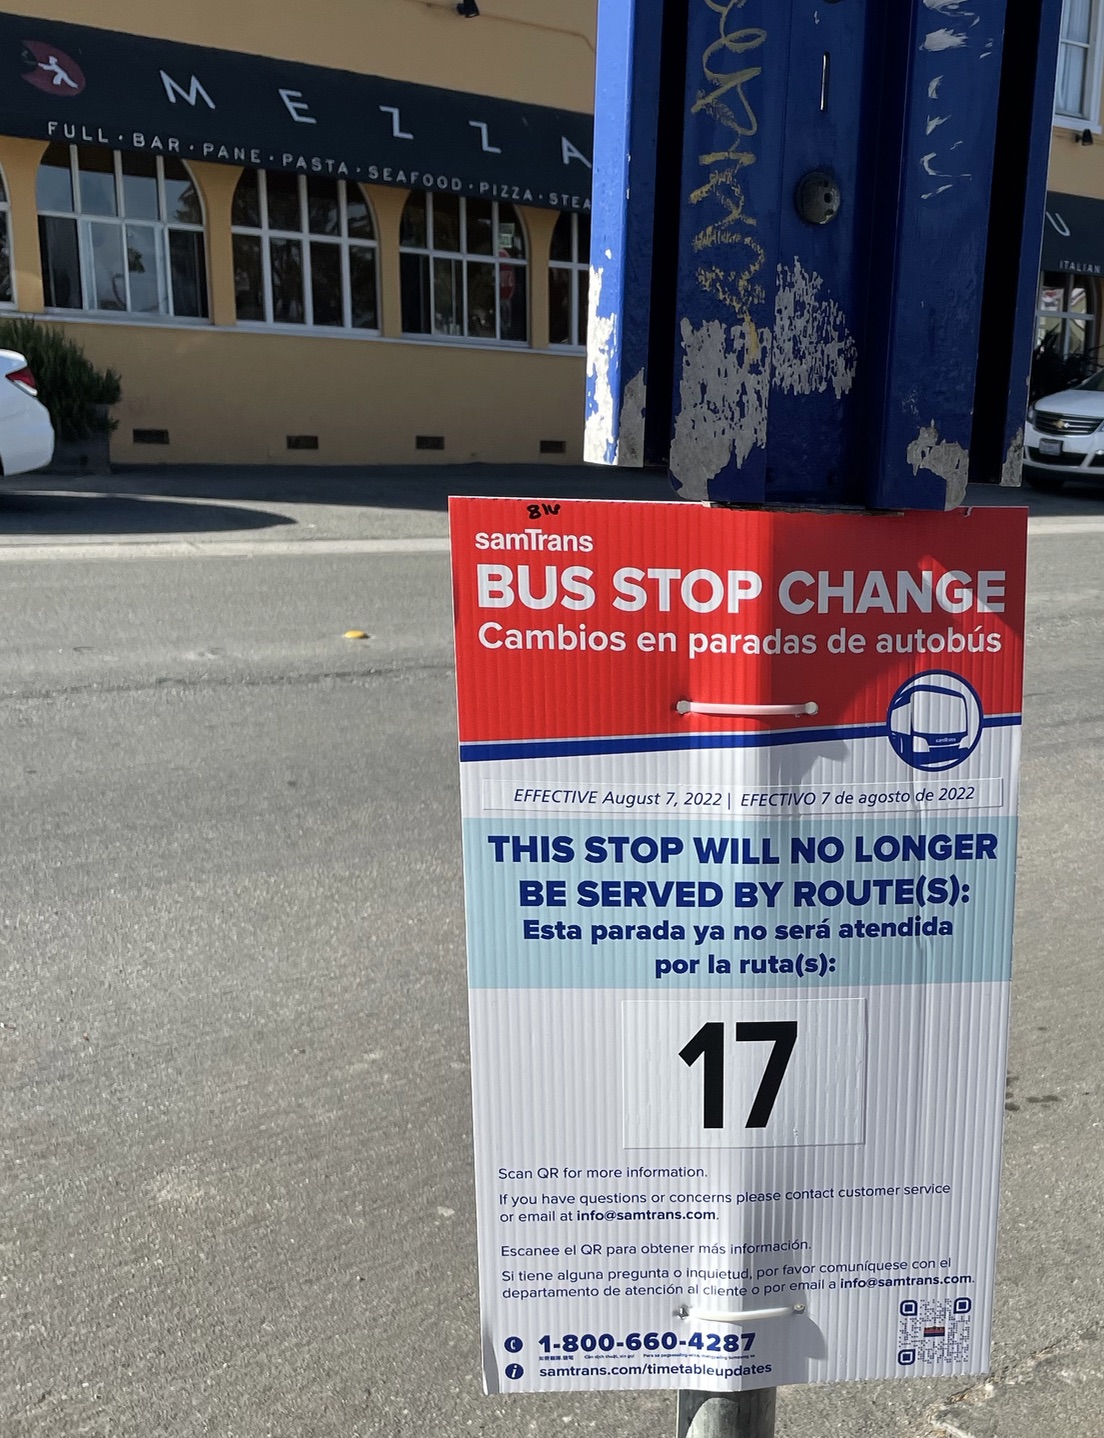 MEZZA
FULL · BAR · PANE · PASTA · SEAFOOD · PIZZA · STEA
U
ITALIAN
samTrans
BUS STOP CHANGE
Cambios en paradas de autobús
EFFECTIVE August 7, 2022 | EFECTIVO 7 de agosto de 2022
THIS STOP WILL NO LONGER
BE SERVED BY ROUTE(S):
Esta parada ya no será atendida
por la ruta(s):
17
Scan QR for more information.
If you have questions or concerns please contact customer service
or email at info@samtrans.com.
Escanee el QR para obtener más información.
Si tiene alguna pregunta o inquietud, por favor comuníquese con el
departamento de atención al cliente o por email a info@samtrans.com.
1-800-660-4287
samtrans.com/timetableupdates